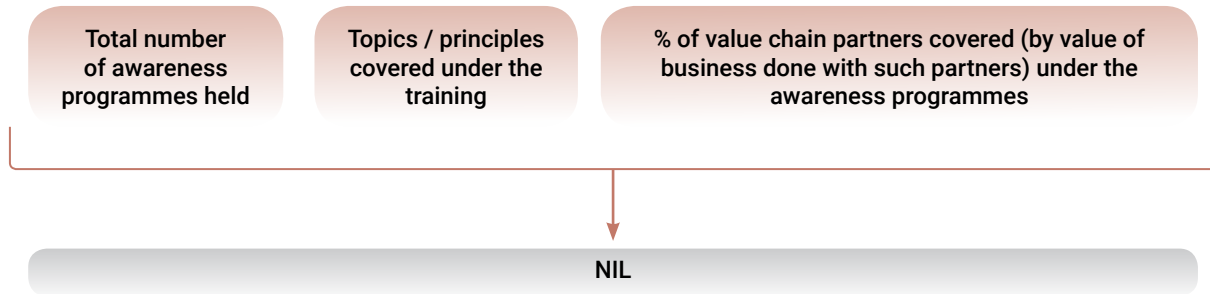 Total number
of awareness
programmes held
Topics / principles
covered under the
training
% of value chain partners covered (by value of
business done with such partners) under the
awareness programmes
NIL